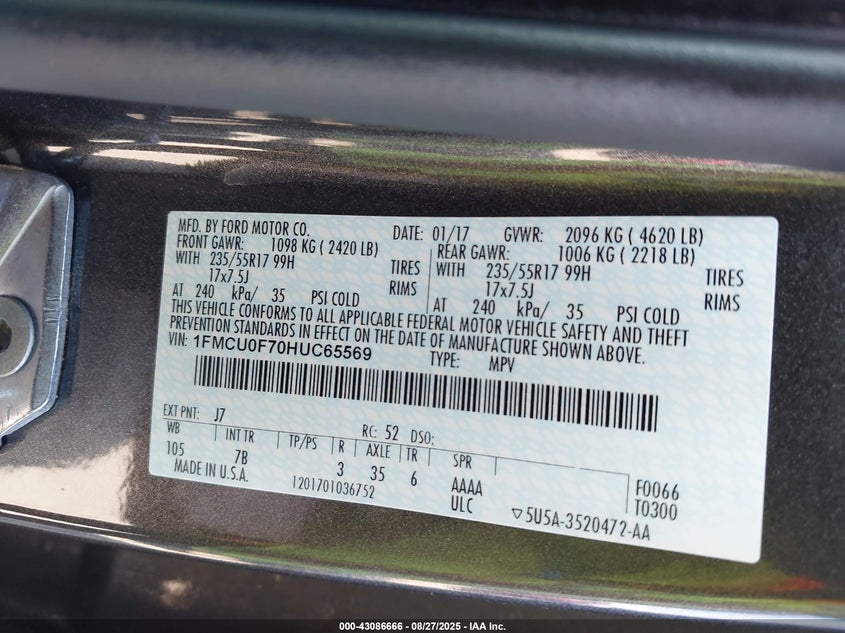 MFD. BY FORD MOTOR CO. DATE: 01/17 GVWR: 2096 KG ( 4620 LB)
FRONT GAWR: 1098 KG ( 2420 LB) REAR GAWR: 1006 KG ( 2218 LB)
WITH 235/55R17 99H TIRES WITH 235/55R17 99H TIRES
17x7.5J RIMS 17x7.5J RIMS
AT 240 kPa/ 35 PSI COLD AT 240 kPa/ 35 PSI COLD
THIS VEHICLE CONFORMS TO ALL APPLICABLE FEDERAL MOTOR VEHICLE SAFETY AND THEFT
PREVENTION STANDARDS IN EFFECT ON THE DATE OF MANUFACTURE SHOWN ABOVE.
VIN: 1FMCU0F70HUC65569 TYPE: MPV
EXT PNT: J7 RC: 52 DSO:
WB INT TR TP/PS R AXLE TR SPR
105 7B 3 35 6 AAAA F0066
MADE IN U.S.A. 1201701036752 ULC T0300
▽5U5A-3520472-AA
000-43086666 - 08/27/2025 - IAA Inc.